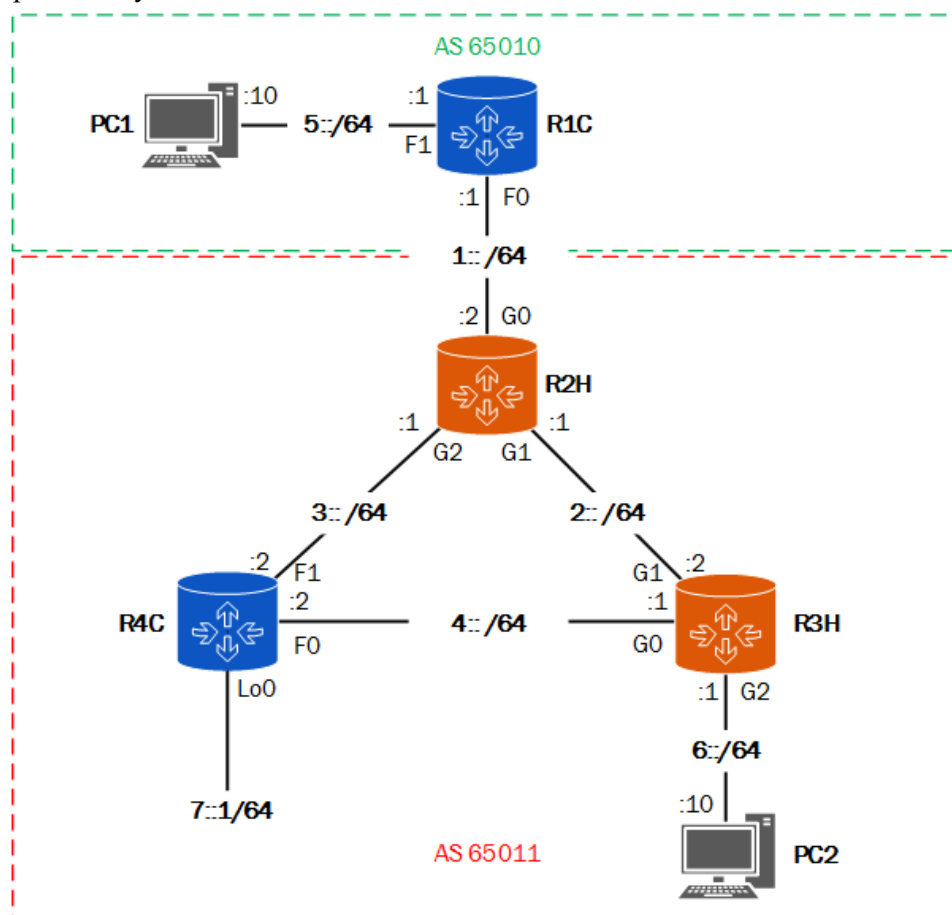 AS 65010
:10
:1
PC1
5::/64
R1C
F1
:1 F0
1:: /64
:2 G0
R2H
:1
:1
G2
G1
3:: /64
2:: /64
:2
F1
G1
:2
:2
:1
R4C
4:: /64
R3H
F0
G0
Lo0
:1 G2
6::/64
7::1/64
:10
AS 65011
PC2